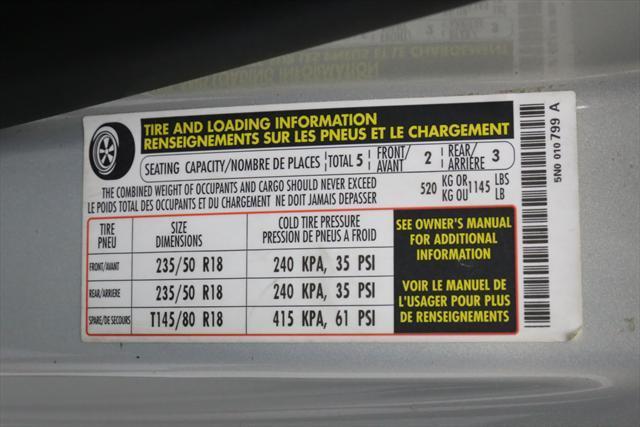 TIRE AND LOADING INFORMATION
RENSEIGNEMENTS SUR LES PNEUS ET LE CHARGEMENT
SEATING CAPACITY/NOMBRE DE PLACES TOTAL 5 FRONT/AVANT 2 REAR/ARRIÈRE 3
THE COMBINED WEIGHT OF OCCUPANTS AND CARGO SHOULD NEVER EXCEED 520 KG OR 1145 LBS
LE POIDS TOTAL DES OCCUPANTS ET DU CHARGEMENT NE DOIT JAMAIS DEPASSER KG OU LB
TIRE SIZE COLD TIRE PRESSURE
PNEU DIMENSIONS PRESSION DE PNEUS A FROID
FRONT/AVANT 235/50 R18 240 KPA, 35 PSI
REAR/ARRIERE 235/50 R18 240 KPA, 35 PSI
SPARE/DE SECOURS T145/80 R18 415 KPA, 61 PSI
SEE OWNER'S MANUAL
FOR ADDITIONAL
INFORMATION
VOIR LE MANUEL DE
L'USAGER POUR PLUS
DE RENSEIGNEMENTS
5N0 010 799 A